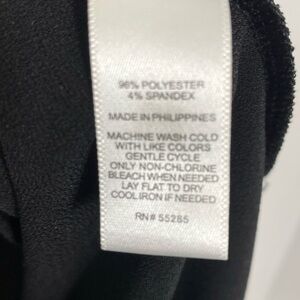 96% POLYESTER
4% SPANDEX
MADE IN PHILIPPINES
MACHINE WASH COLD
WITH LIKE COLORS
GENTLE CYCLE
ONLY NON-CHLORINE
BLEACH WHEN NEEDED
LAY FLAT TO DRY
COOL IRON IF NEEDED
RN# 55285